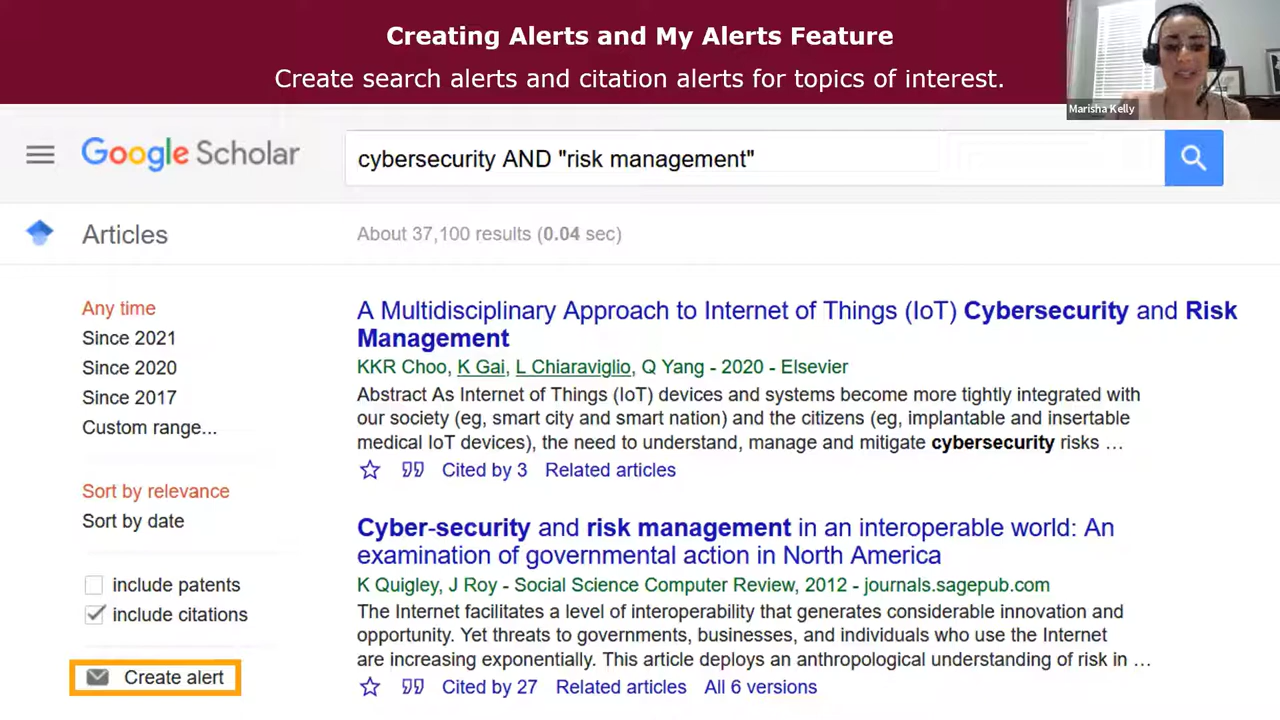 Creating Alerts and My Alerts Feature
Create search alerts and citation alerts for topics of interest.
Marisha Kelly
Google Scholar
cybersecurity AND "risk management"
Articles
About 37,100 results (0.04 sec)
Any time
Since 2021
Since 2020
Since 2017
Custom range...
Sort by relevance
Sort by date
include patents
include citations
Create alert
A Multidisciplinary Approach to Internet of Things (IoT) Cybersecurity and Risk
Management
KKR Choo, K Gai, L Chiaraviglio, Q Yang - 2020 - Elsevier
Abstract As Internet of Things (IoT) devices and systems become more tightly integrated with
our society (eg, smart city and smart nation) and the citizens (eg, implantable and insertable
medical IoT devices), the need to understand, manage and mitigate cybersecurity risks …
Cited by 3 Related articles
Cyber-security and risk management in an interoperable world: An
examination of governmental action in North America
K Quigley, J Roy - Social Science Computer Review, 2012 - journals.sagepub.com
The Internet facilitates a level of interoperability that generates considerable innovation and
opportunity. Yet threats to governments, businesses, and individuals who use the Internet
are increasing exponentially. This article deploys an anthropological understanding of risk in …
Cited by 27 Related articles All 6 versions